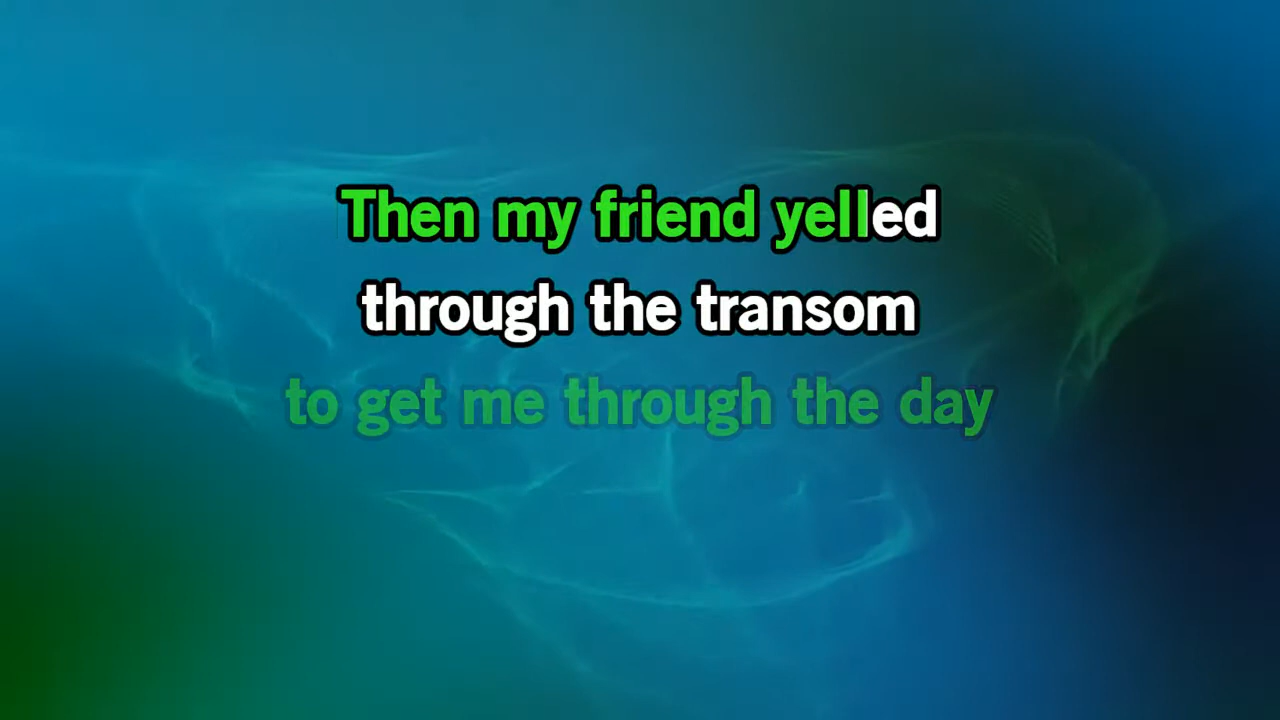 Then my friend yelled
through the transom
to get me through the day